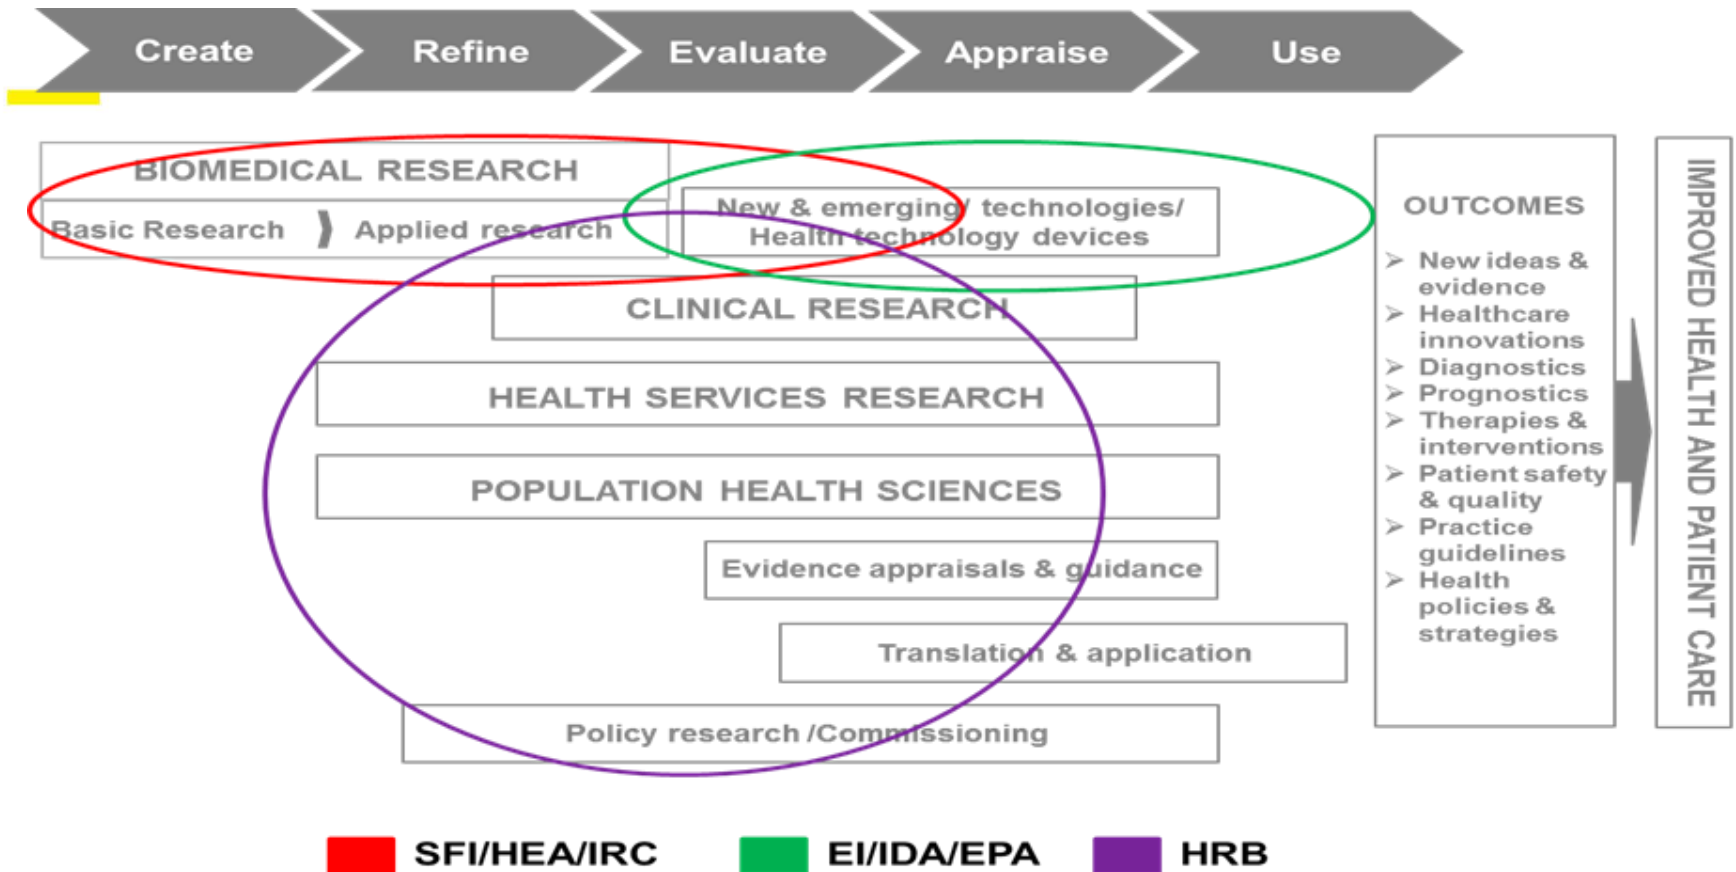 Create
Refine
Evaluate
Appraise
Use
BIOMEDICAL RESEARCH
Basic Research
Applied research
New & emerging/ technologies/
Health technology devices
CLINICAL RESEARCH
HEALTH SERVICES RESEARCH
POPULATION HEALTH SCIENCES
Evidence appraisals & guidance
Translation & application
Policy research /Commissioning
OUTCOMES
New ideas &
evidence
Healthcare
innovations
Diagnostics
Prognostics
Therapies &
interventions
Patient safety
& quality
Practice
guidelines
Health
policies &
strategies
IMPROVED HEALTH AND PATIENT CARE
SFI/HEA/IRC
EI/IDA/EPA
HRB